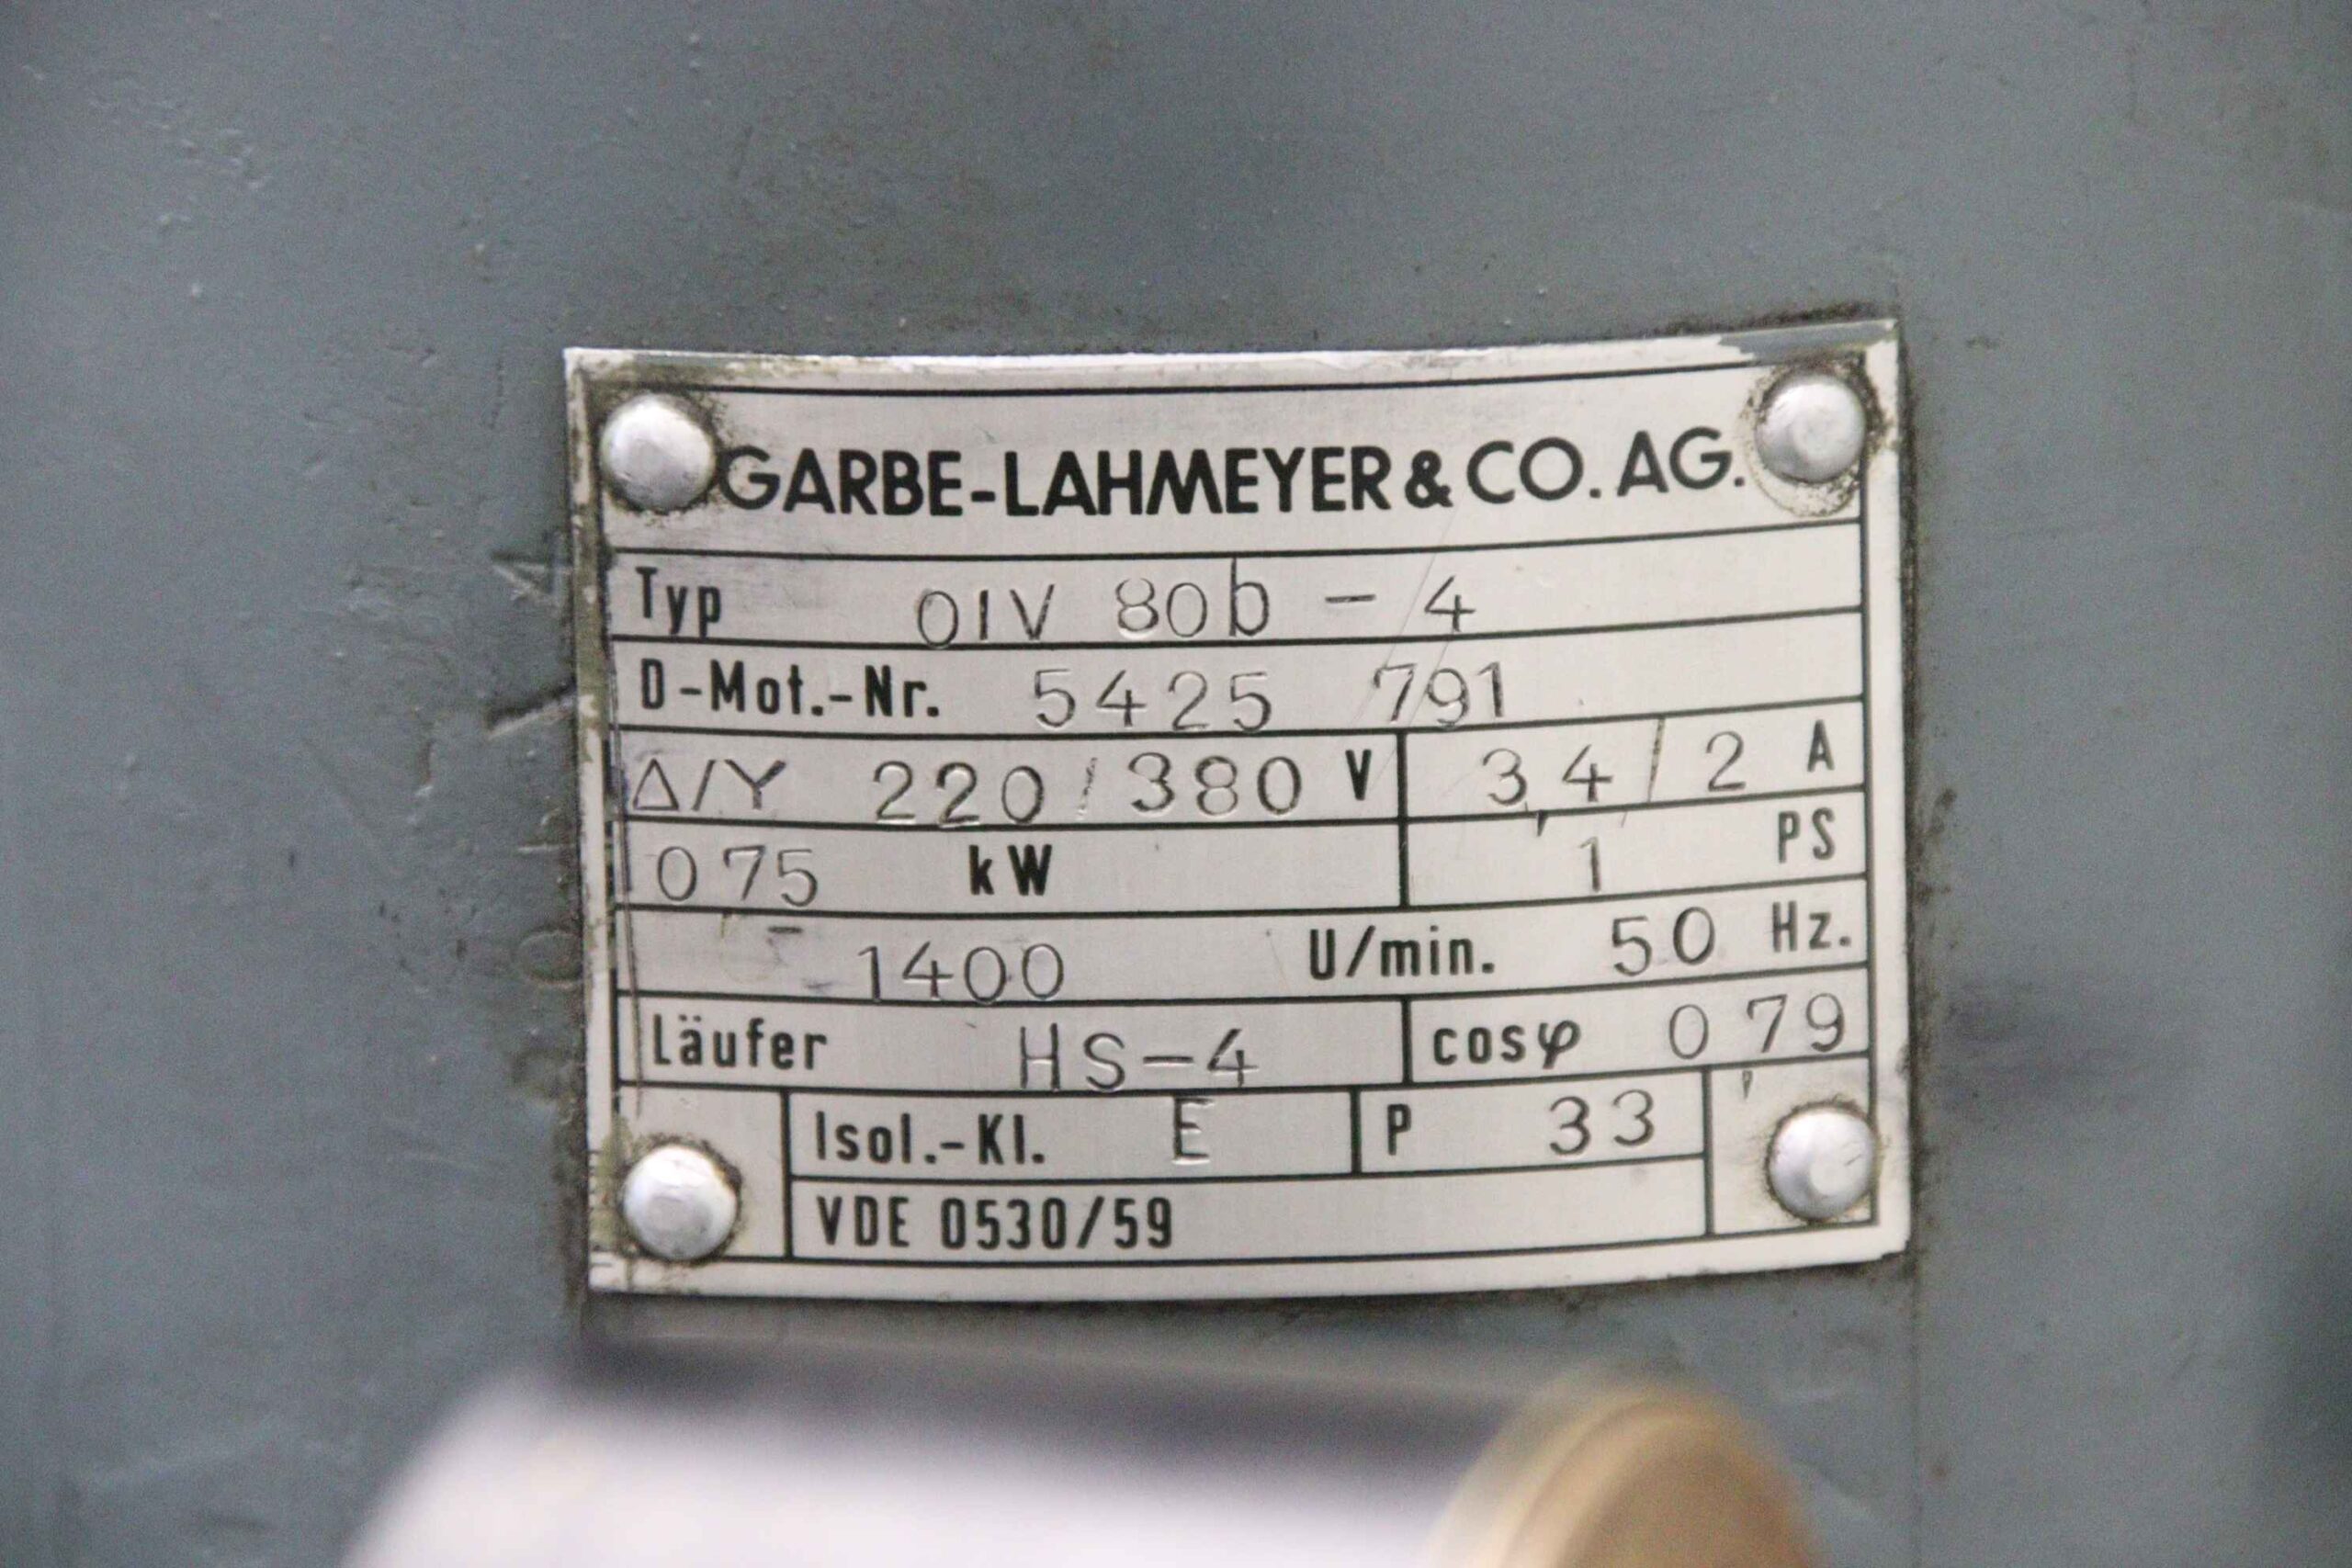 GARBE-LAHMEYER & CO. AG.
Typ OIV 80b - 4
D-Mot.-Nr. 5425 791
Δ/Y 220/380 V 3,4/2 A
0,75 kW 1 PS
1400 U/min. 50 Hz.
Läufer HS-4 cosφ 0,79
Isol.-Kl. E P 33
VDE 0530/59